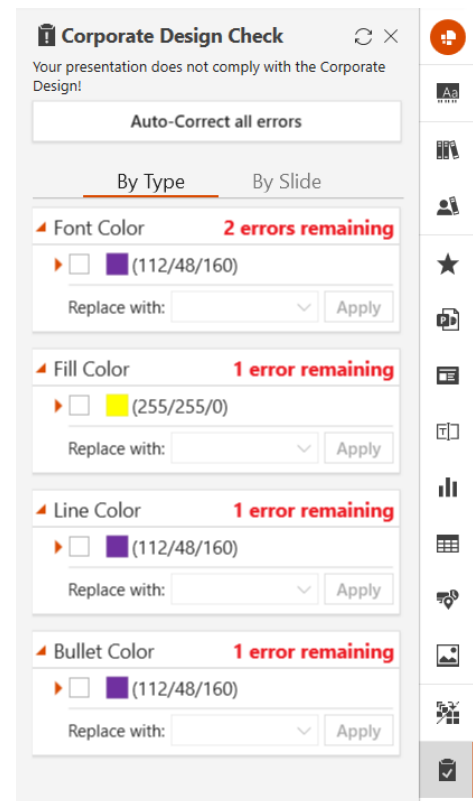 Corporate Design Check
Your presentation does not comply with the Corporate
Design!
Auto-Correct all errors
By Type By Slide
Font Color 2 errors remaining
(112/48/160)
Replace with: Apply
Fill Color 1 error remaining
(255/255/0)
Replace with: Apply
Line Color 1 error remaining
(112/48/160)
Replace with: Apply
Bullet Color 1 error remaining
(112/48/160)
Replace with: Apply
Aa
P
T